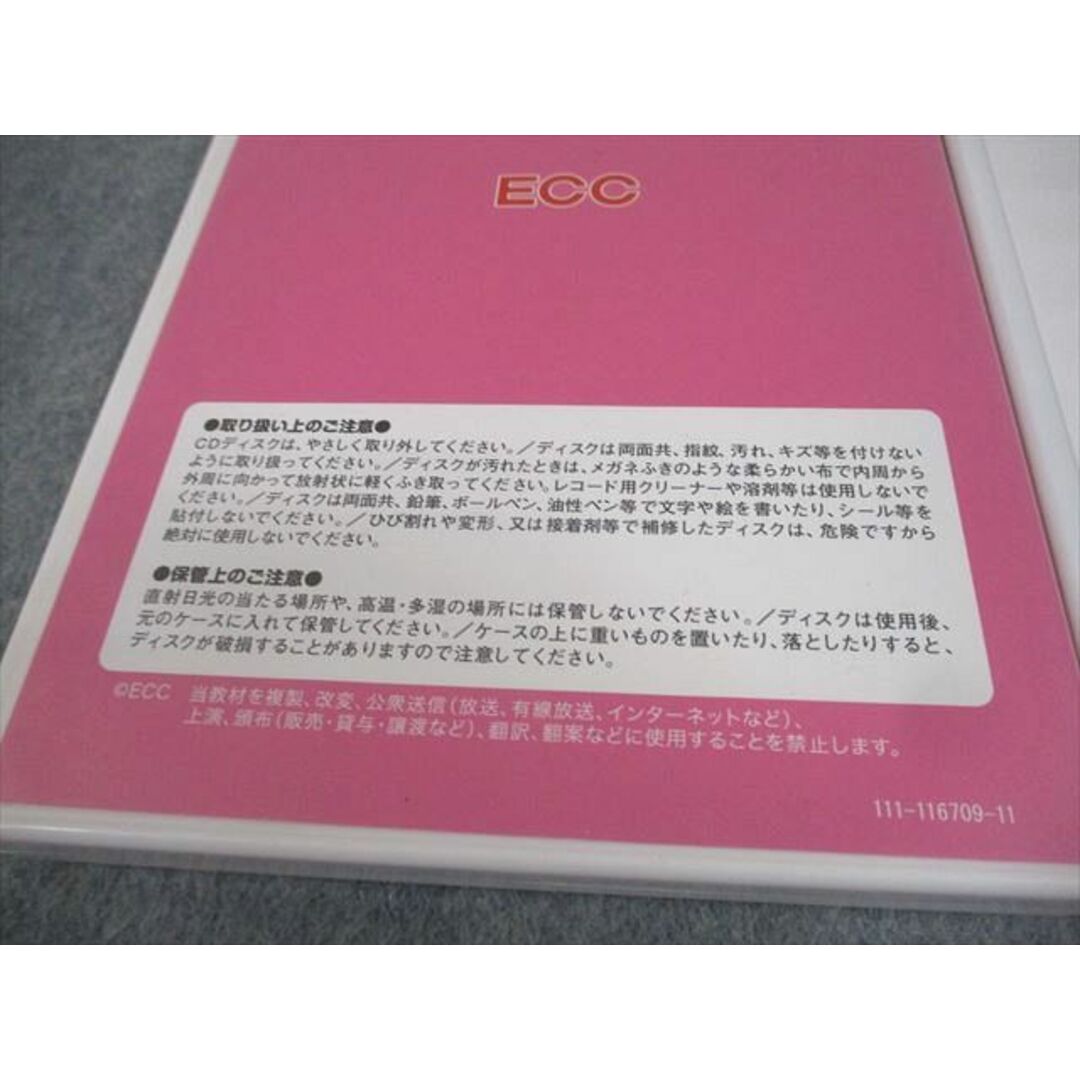 ECC
●取り扱い上のご注意●
CDディスクは、やさしく取り外してください。/ディスクは両面共、指紋、汚れ、キズ等を付けない
ように取り扱ってください。/ディスクが汚れたときは、メガネふきのような柔らかい布で内周から
外周に向かって放射状に軽くふき取ってください。レコード用クリーナーや溶剤等は使用しないで
ください。/ディスクは両面共、鉛筆、ボールペン、油性ペン等で文字や絵を書いたり、シール等を
貼付しないでください。/ひび割れや変形、又は接着剤等で補修したディスクは、危険ですから
絶対に使用しないでください。
●保管上のご注意●
直射日光の当たる場所や、高温・多湿の場所には保管しないでください。/ディスクは使用後、
元のケースに入れて保管してください。/ケースの上に重いものを置いたり、落としたりすると、
ディスクが破損することがありますので注意してください。
©ECC 当教材を複製、改変、公衆送信(放送、有線放送、インターネットなど)、
上演、頒布(販売・貸与・譲渡など)、翻訳、翻案などに使用することを禁止します。
111-116709-11